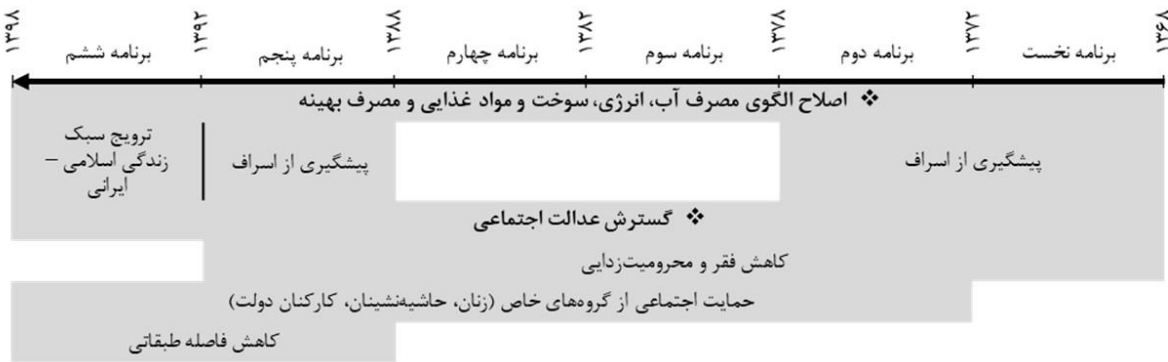 ۱۳۶۸ ۱۳۷۲ ۱۳۷۸ ۱۳۸۲ ۱۳۸۸ ۱۳۹۲ ۱۳۹۸
برنامه نخست برنامه دوم برنامه سوم برنامه چهارم برنامه پنجم برنامه ششم
❖ اصلاح الگوی مصرف آب، انرژی، سوخت و مواد غذایی و مصرف بهینه
پیشگیری از اسراف
پیشگیری از اسراف
ترویج سبک
زندگی اسلامی –
ایرانی
❖ گسترش عدالت اجتماعی
کاهش فقر و محرومیت‌زدایی
حمایت اجتماعی از گروه‌های خاص (زنان، حاشیه‌نشینان، کارکنان دولت)
کاهش فاصله طبقاتی